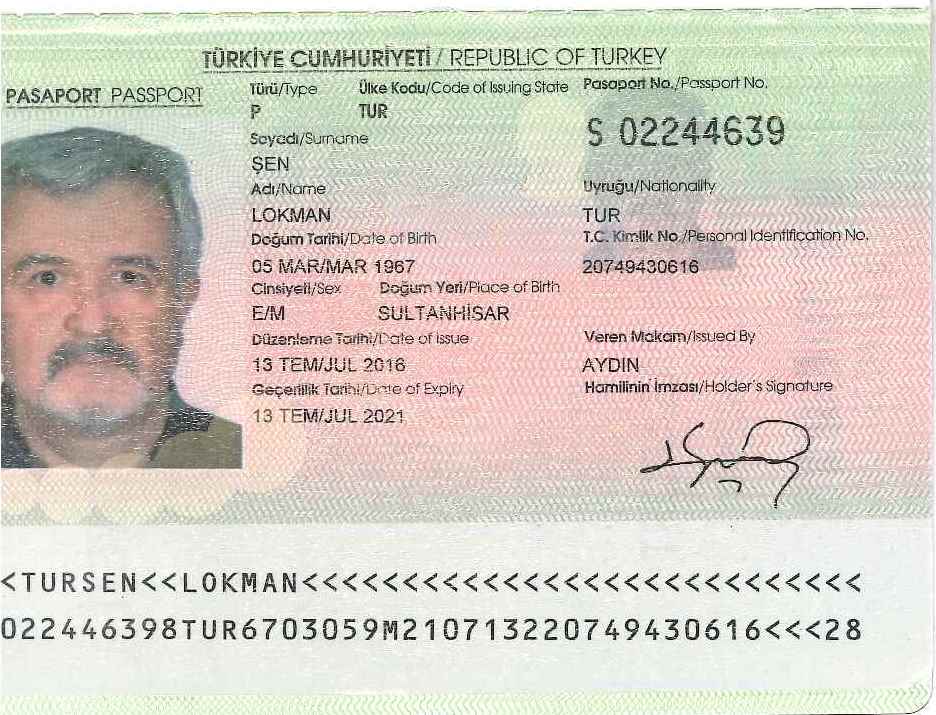 TÜRKİYE CUMHURİYETİ / REPUBLIC OF TURKEY
PASAPORT PASSPORT
Türü/Type Ülke Kodu/Code of Issuing State Pasaport No./Passport No.
P TUR S 02244639
Soyadı/Surname
ŞEN
Adı/Name Uyruğu/Nationality
LOKMAN TUR
Doğum Tarihi/Date of Birth T.C. Kimlik No./Personal Identification No.
05 MAR/MAR 1967 20749430616
Cinsiyeti/Sex Doğum Yeri/Place of Birth
E/M SULTANHİSAR
Düzenleme Tarihi/Date of Issue Veren Makam/Issued By
13 TEM/JUL 2016 AYDIN
Geçerlilik Tarihi/Date of Expiry Hamilinin İmzası/Holder's Signature
13 TEM/JUL 2021
<TURSEN<<LOKMAN<<<<<<<<<<<<<<<<<<<<<<<<<<<<
022446398TUR6703059M210713220749430616<<<28